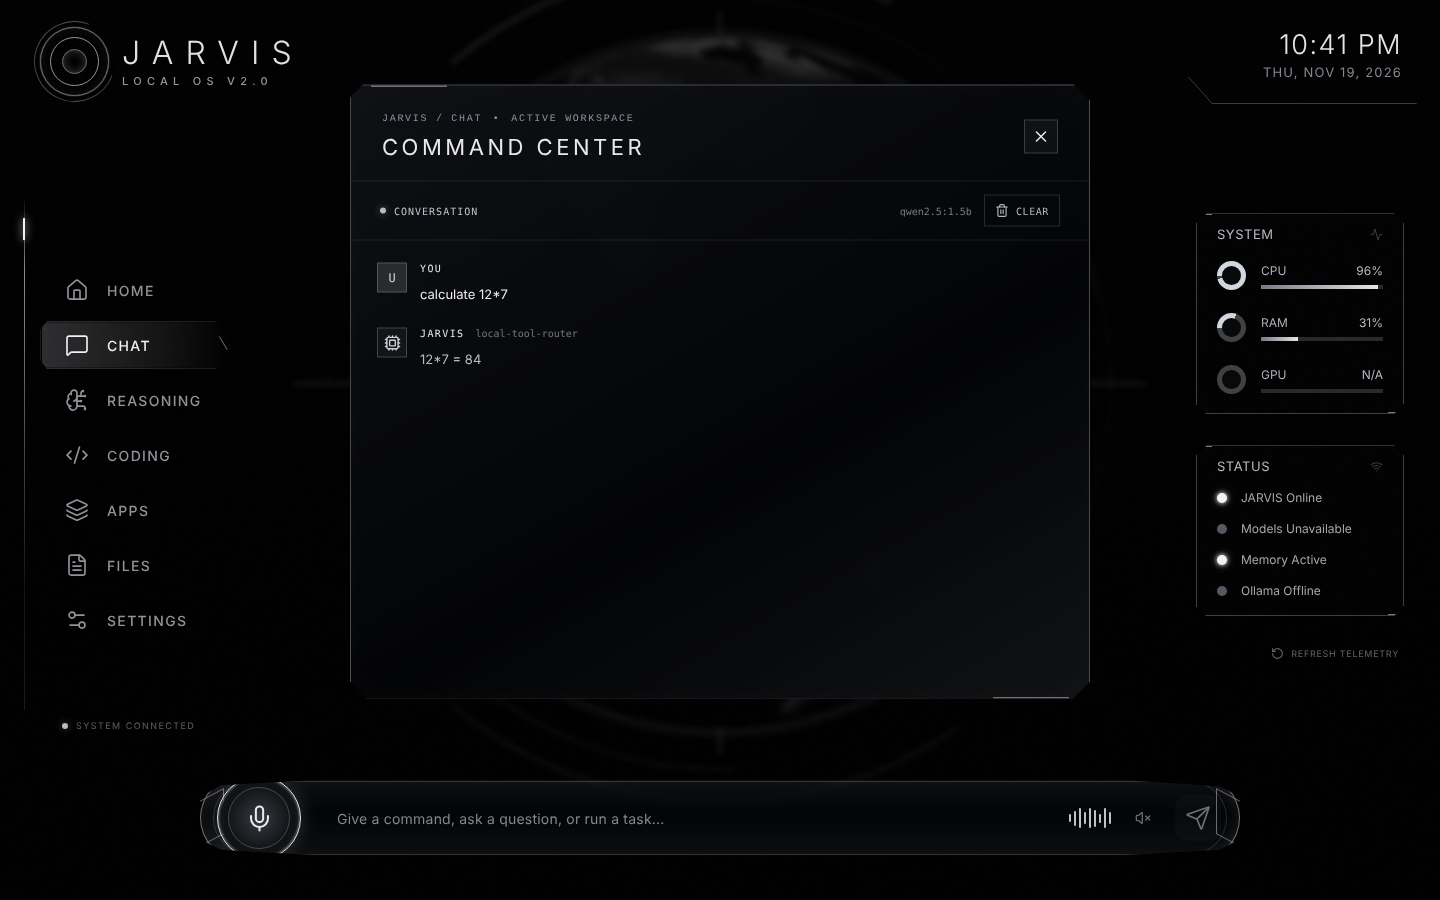 JARVIS
LOCAL OS V2.0
10:41 PM
THU, NOV 19, 2026
JARVIS / CHAT • ACTIVE WORKSPACE
COMMAND CENTER
CONVERSATION
qwen2.5:1.5b
CLEAR
U
YOU
calculate 12*7
JARVIS local-tool-router
12*7 = 84
HOME
CHAT
REASONING
CODING
APPS
FILES
SETTINGS
SYSTEM CONNECTED
SYSTEM
CPU 96%
RAM 31%
GPU N/A
STATUS
JARVIS Online
Models Unavailable
Memory Active
Ollama Offline
REFRESH TELEMETRY
Give a command, ask a question, or run a task...